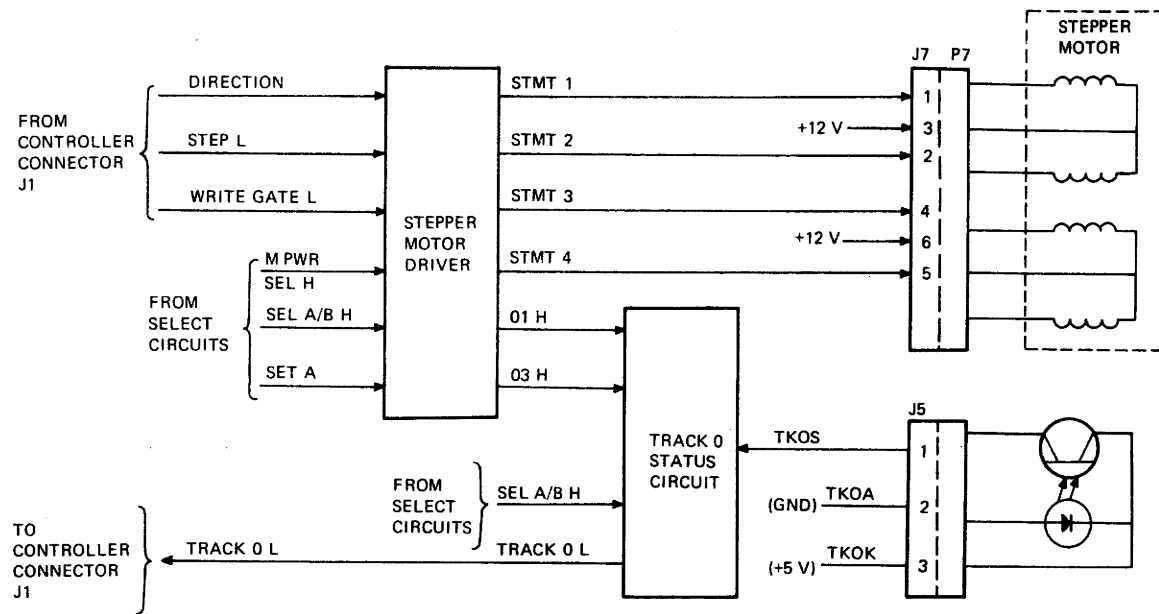 STEPPER
MOTOR
J7 P7
DIRECTION
STMT 1
1
FROM
CONTROLLER
CONNECTOR
J1
+12 V
3
STEP L
STMT 2
2
WRITE GATE L
STMT 3
4
STEPPER
MOTOR
DRIVER
+12 V
6
M PWR
SEL H
STMT 4
5
FROM
SELECT
CIRCUITS
SEL A/B H
01 H
SET A
03 H
J5
TRACK 0
STATUS
CIRCUIT
TKOS
1
FROM
SELECT
CIRCUITS
SEL A/B H
(GND) TKOA
2
TO
CONTROLLER
CONNECTOR
J1
TRACK 0 L
TRACK 0 L
(+5 V) TKOK
3